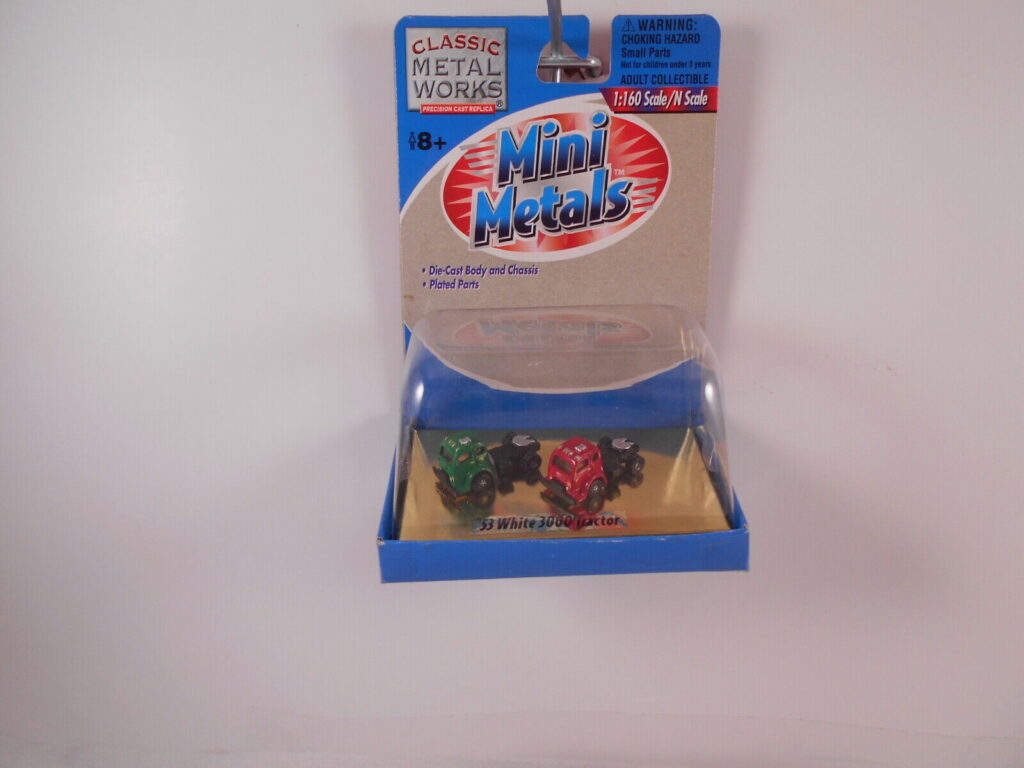 CLASSIC
METAL
WORKS®
PRECISION CAST REPLICA
8+
⚠ WARNING:
CHOKING HAZARD
Small Parts
Not for children under 3 years
ADULT COLLECTIBLE
1:160 Scale/N Scale
Mini
Metals™
• Die-Cast Body and Chassis
• Plated Parts
53 White 3000 Tractor